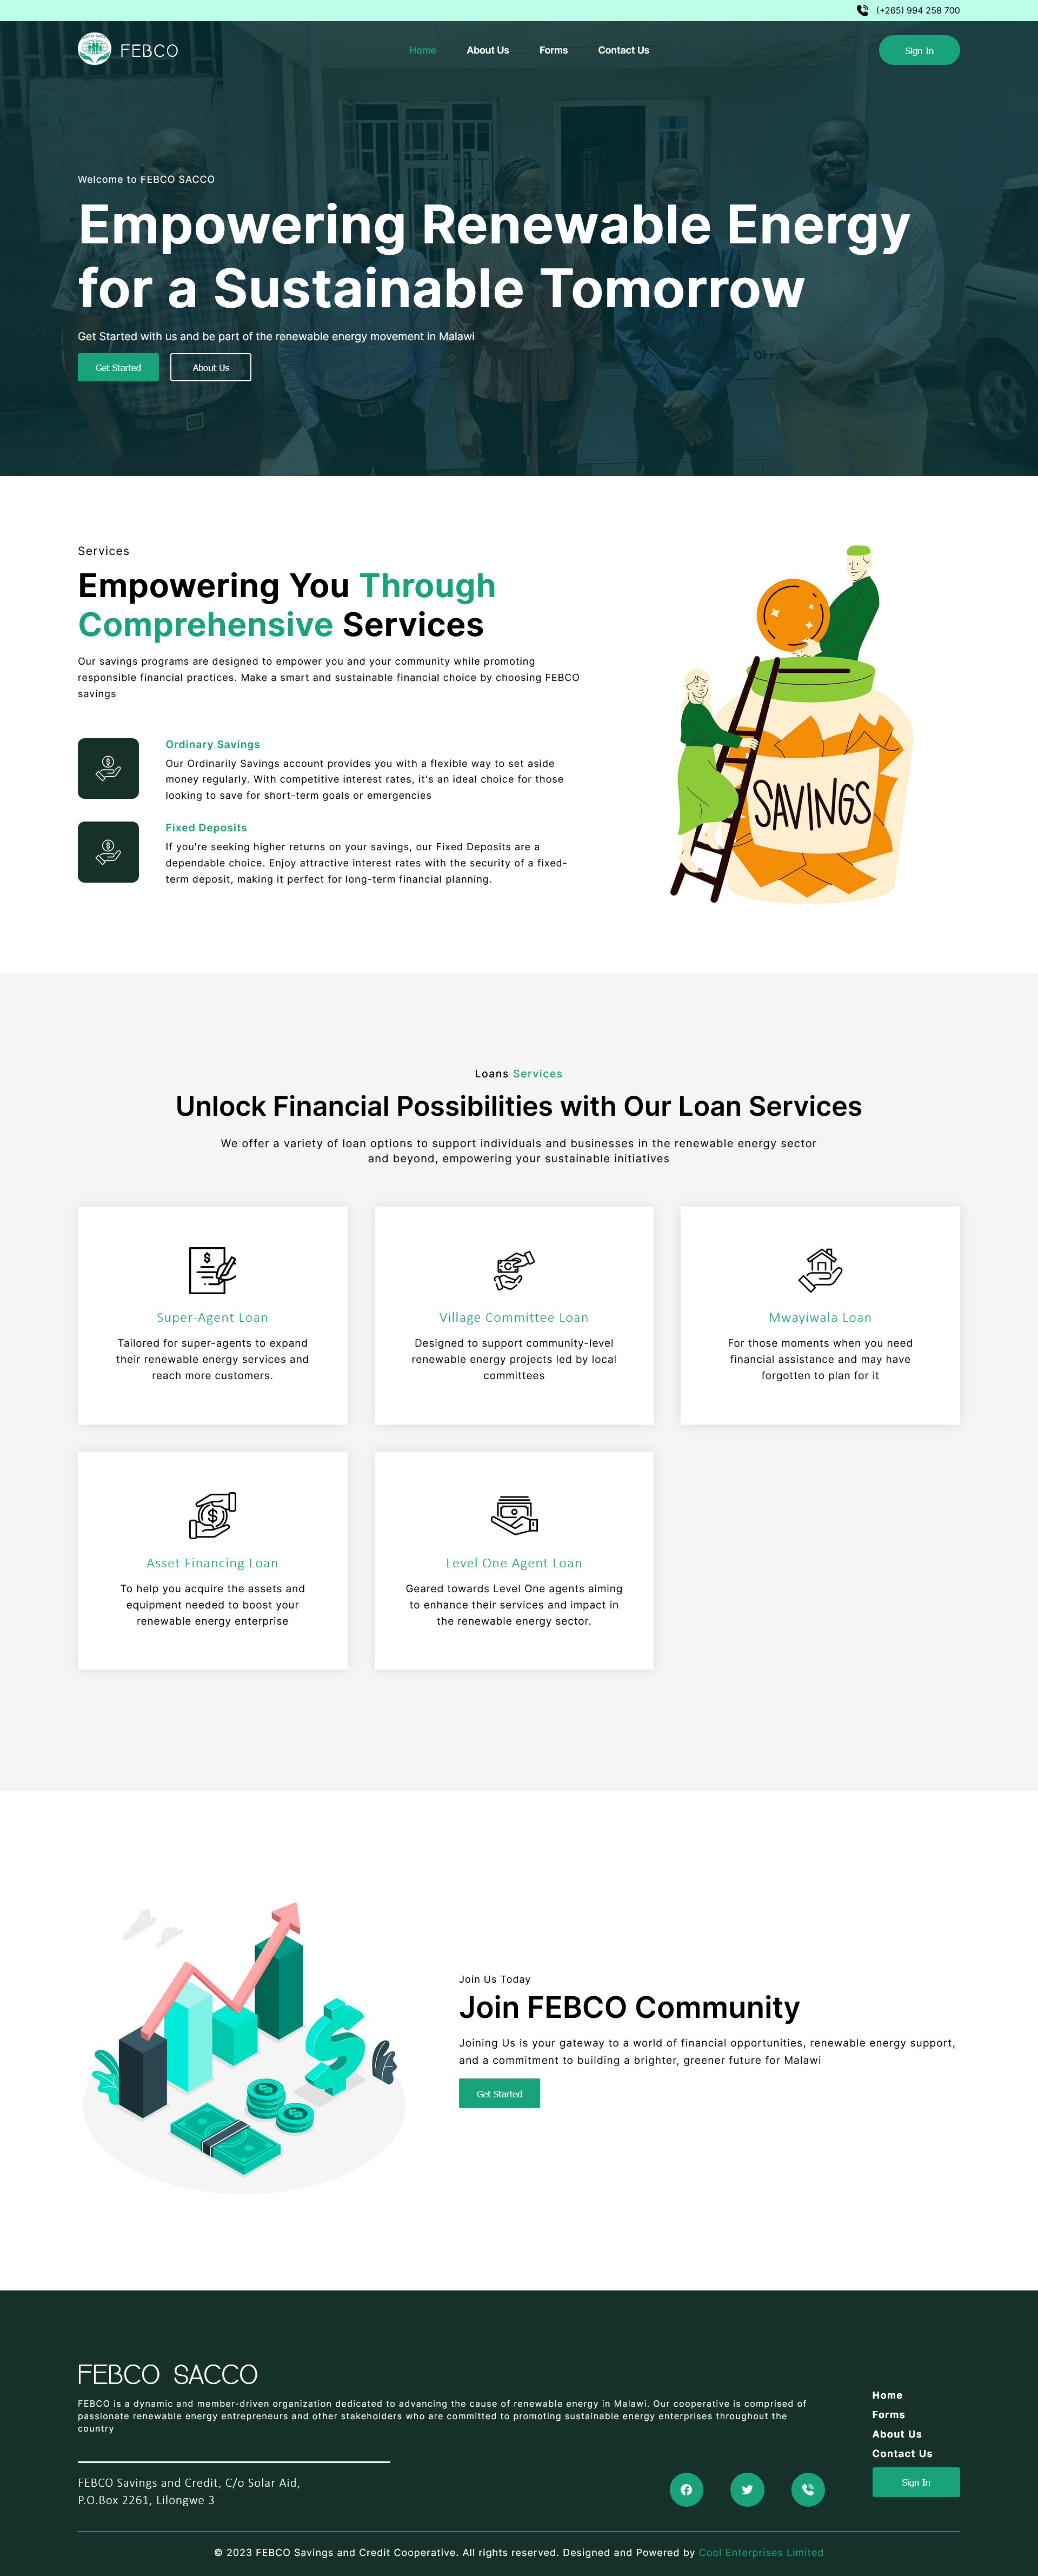 (+265) 994 258 700
FEBCO
Home
About Us
Forms
Contact Us
Sign In
Welcome to FEBCO SACCO
Empowering Renewable Energy
for a Sustainable Tomorrow
Get Started with us and be part of the renewable energy movement in Malawi
Get Started
About Us
Services
Empowering You Through
Comprehensive Services
Our savings programs are designed to empower you and your community while promoting
responsible financial practices. Make a smart and sustainable financial choice by choosing FEBCO
savings
Ordinary Savings
Our Ordinarily Savings account provides you with a flexible way to set aside
money regularly. With competitive interest rates, it's an ideal choice for those
looking to save for short-term goals or emergencies
Fixed Deposits
If you're seeking higher returns on your savings, our Fixed Deposits are a
dependable choice. Enjoy attractive interest rates with the security of a fixed-
term deposit, making it perfect for long-term financial planning.
SAVINGS
Loans Services
Unlock Financial Possibilities with Our Loan Services
We offer a variety of loan options to support individuals and businesses in the renewable energy sector
and beyond, empowering your sustainable initiatives
Super-Agent Loan
Tailored for super-agents to expand
their renewable energy services and
reach more customers.
Village Committee Loan
Designed to support community-level
renewable energy projects led by local
committees
Mwayiwala Loan
For those moments when you need
financial assistance and may have
forgotten to plan for it
Asset Financing Loan
To help you acquire the assets and
equipment needed to boost your
renewable energy enterprise
Level One Agent Loan
Geared towards Level One agents aiming
to enhance their services and impact in
the renewable energy sector.
Join Us Today
Join FEBCO Community
Joining Us is your gateway to a world of financial opportunities, renewable energy support,
and a commitment to building a brighter, greener future for Malawi
Get Started
FEBCO SACCO
FEBCO is a dynamic and member-driven organization dedicated to advancing the cause of renewable energy in Malawi. Our cooperative is comprised of
passionate renewable energy entrepreneurs and other stakeholders who are committed to promoting sustainable energy enterprises throughout the
country
FEBCO Savings and Credit, C/o Solar Aid,
P.O.Box 2261, Lilongwe 3
Home
Forms
About Us
Contact Us
Sign In
© 2023 FEBCO Savings and Credit Cooperative. All rights reserved. Designed and Powered by Cool Enterprises Limited